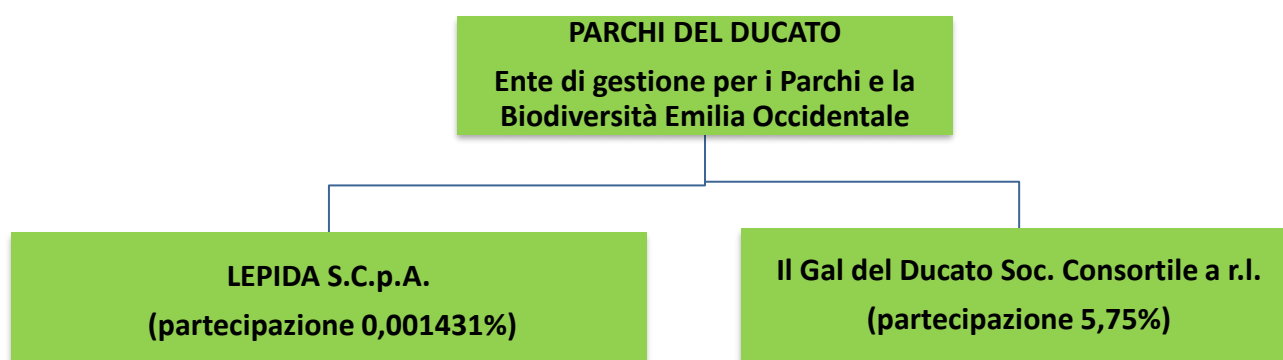 PARCHI DEL DUCATO
Ente di gestione per i Parchi e la
Biodiversità Emilia Occidentale
LEPIDA S.C.p.A.
(partecipazione 0,001431%)
Il Gal del Ducato Soc. Consortile a r.l.
(partecipazione 5,75%)